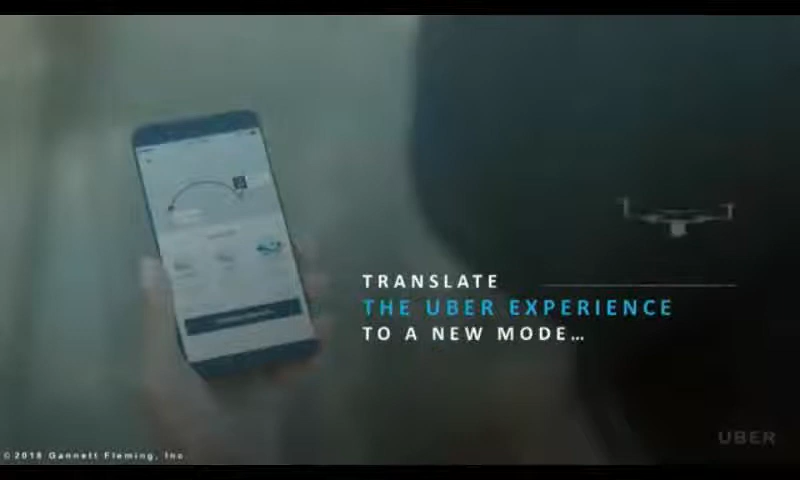 TRANSLATE
THE UBER EXPERIENCE
TO A NEW MODE…
UBER
©2018 Gannett Fleming, Inc